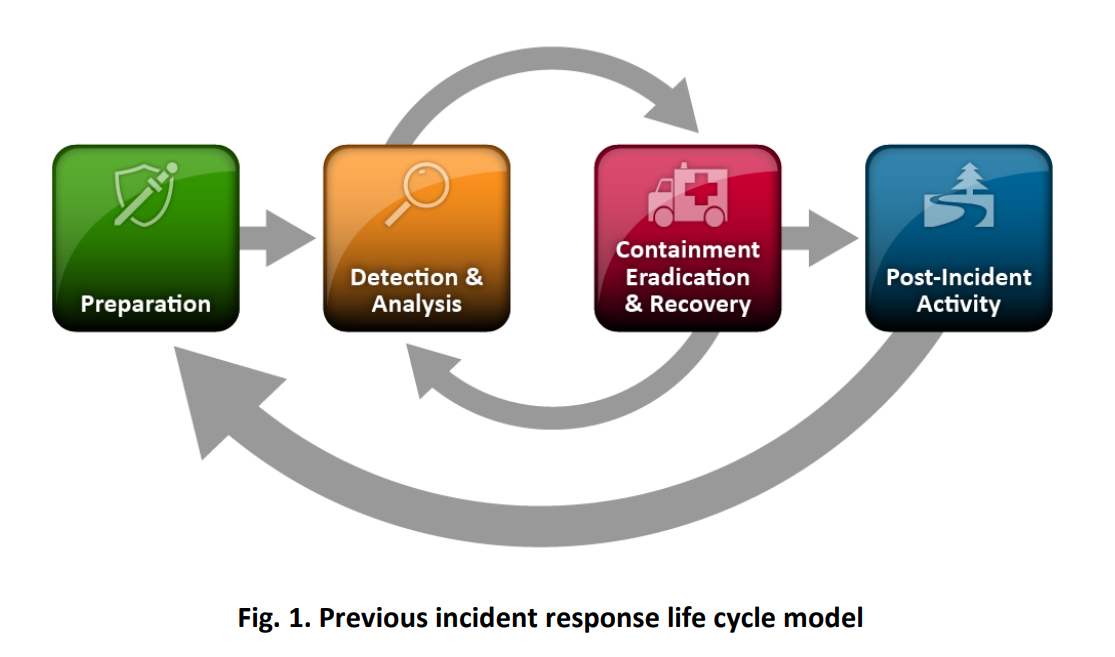 Preparation
Detection &
Analysis
Containment
Eradication
& Recovery
Post-Incident
Activity
Fig. 1. Previous incident response life cycle model